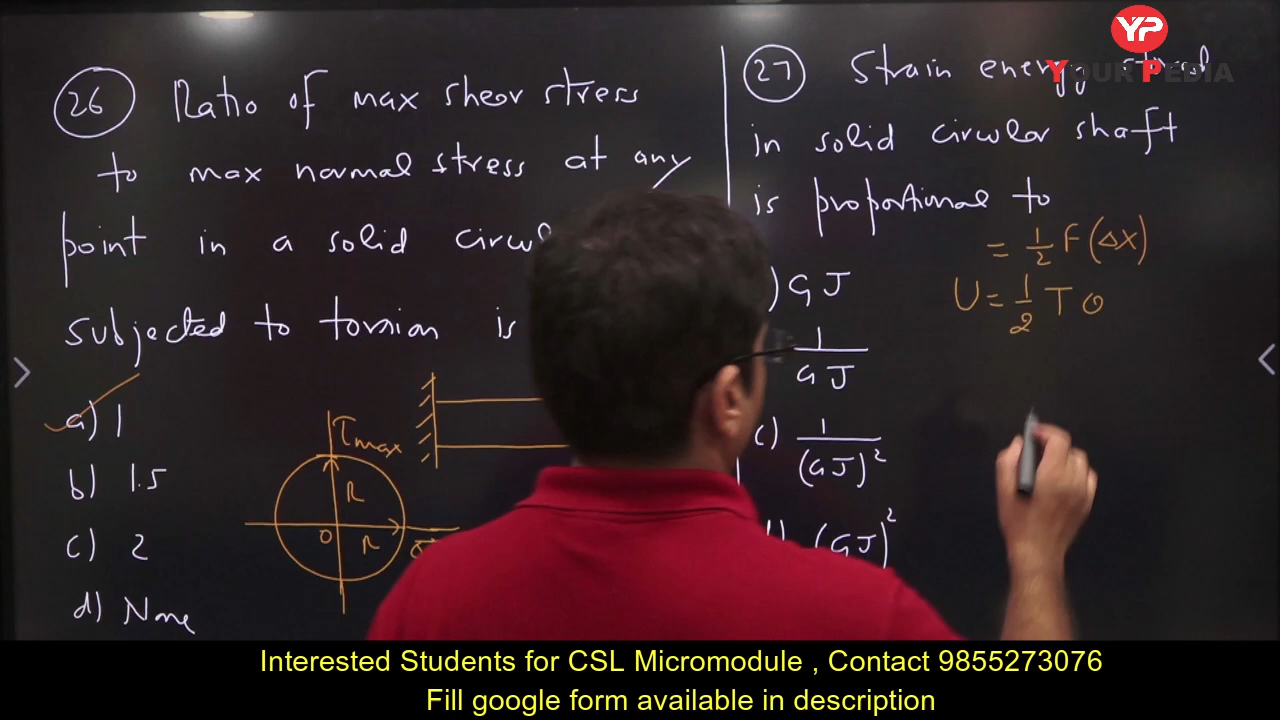 YP
YOUR PEDIA
26 Ratio of max shear stress
to max normal stress at any
point in a solid
subjected to torsion is
a) 1
b) 1.5
c) 2
d) None
τmax
R
O
R
27 Strain energy
in solid circular shaft
is proportional to
) GJ
1
GJ
c) 1
(GJ)²
(GJ)²
= 1/2 F(Δx)
U = 1/2 T θ
Interested Students for CSL Micromodule , Contact 9855273076
Fill google form available in description